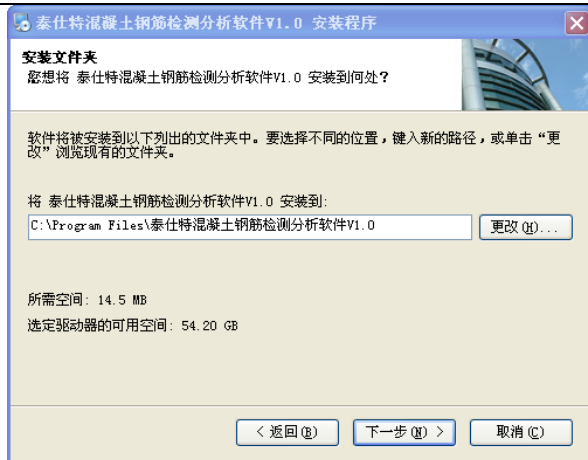 泰仕特混凝土钢筋检测分析软件V1.0 安装程序
安装文件夹
您想将 泰仕特混凝土钢筋检测分析软件V1.0 安装到何处?
软件将被安装到以下列出的文件夹中。要选择不同的位置，键入新的路径，或单击“更
改”浏览现有的文件夹。
将 泰仕特混凝土钢筋检测分析软件V1.0 安装到:
C:\Program Files\泰仕特混凝土钢筋检测分析软件V1.0
更改(H)...
所需空间: 14.5 MB
选定驱动器的可用空间: 54.20 GB
< 返回(B) 下一步(N) > 取消(C)